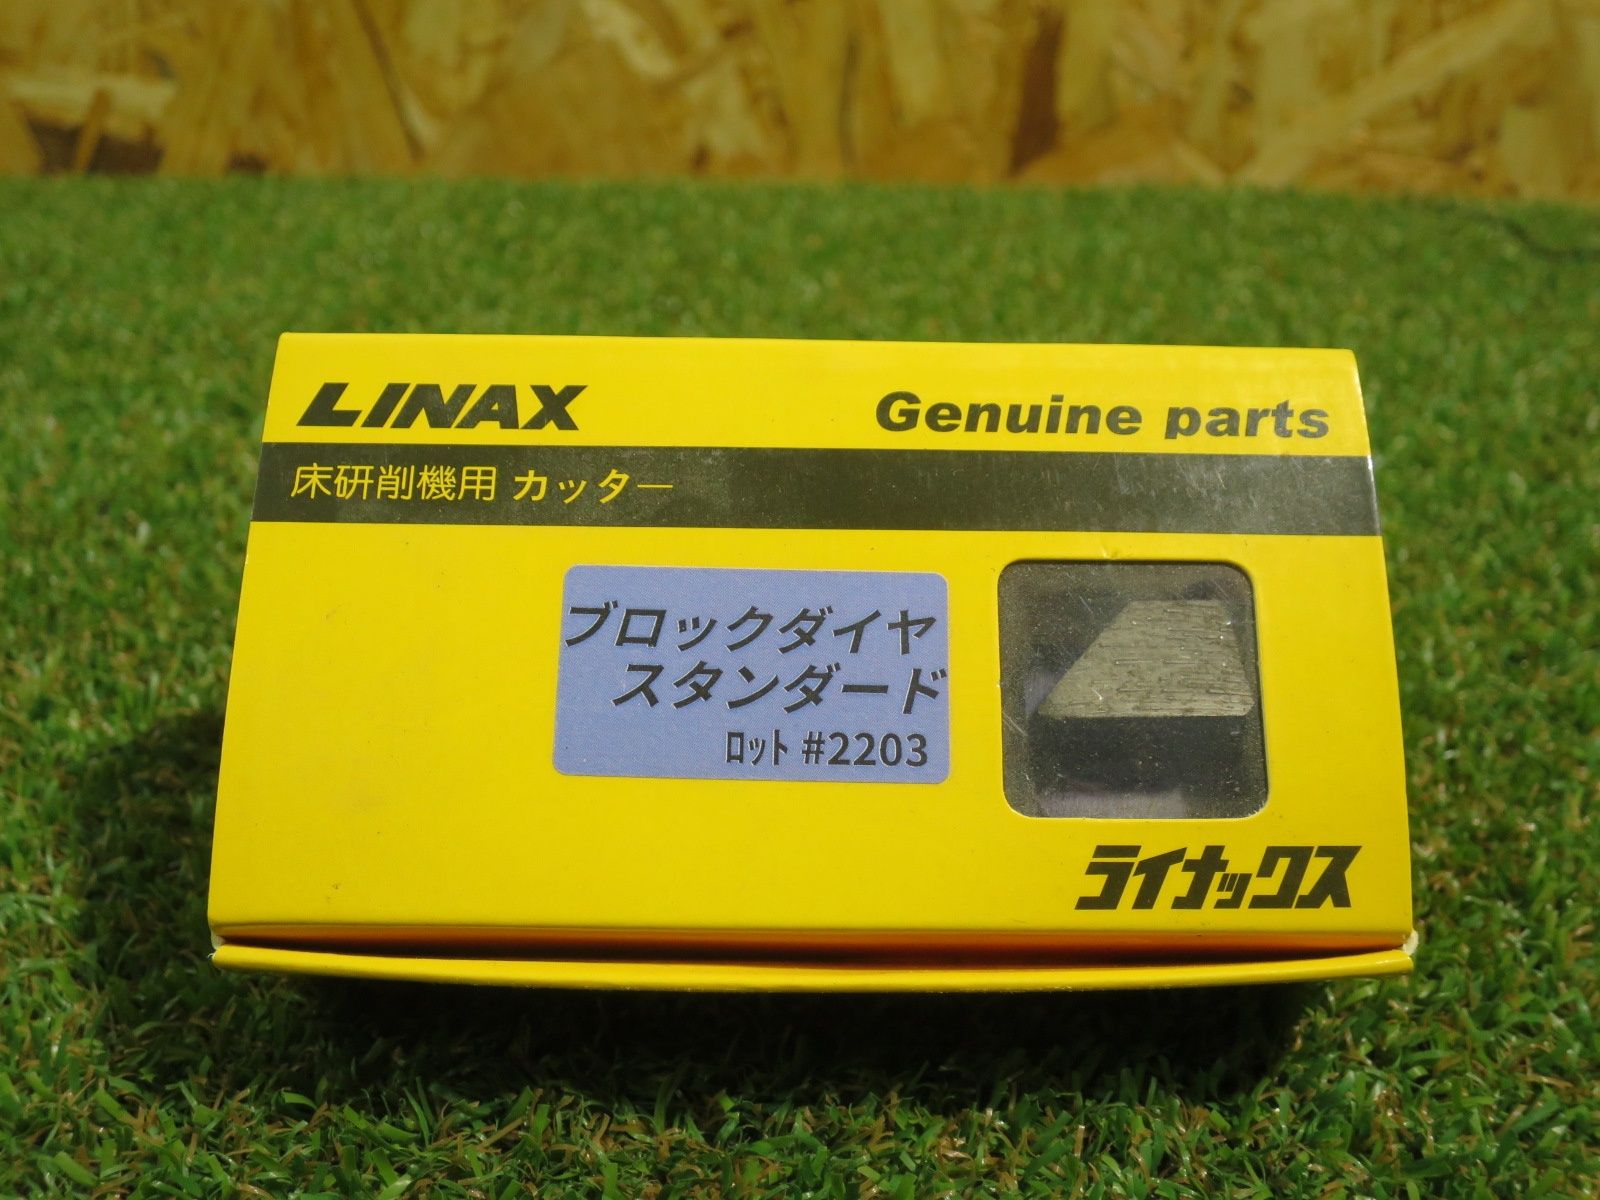 LINAX
Genuine parts
床研削機用 カッター
ブロックダイヤ
スタンダード
ﾛｯﾄ #2203
ライナックス